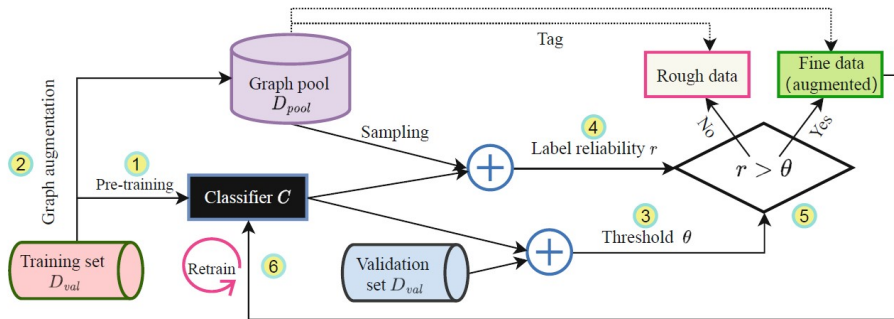 Tag
Graph pool
D_pool
Rough data
Fine data
(augmented)
2
Graph augmentation
1
Pre-training
Sampling
4
Label reliability r
No
Yes
r > θ
Classifier C
3
Threshold θ
5
Training set
D_val
Retrain
6
Validation
set D_val